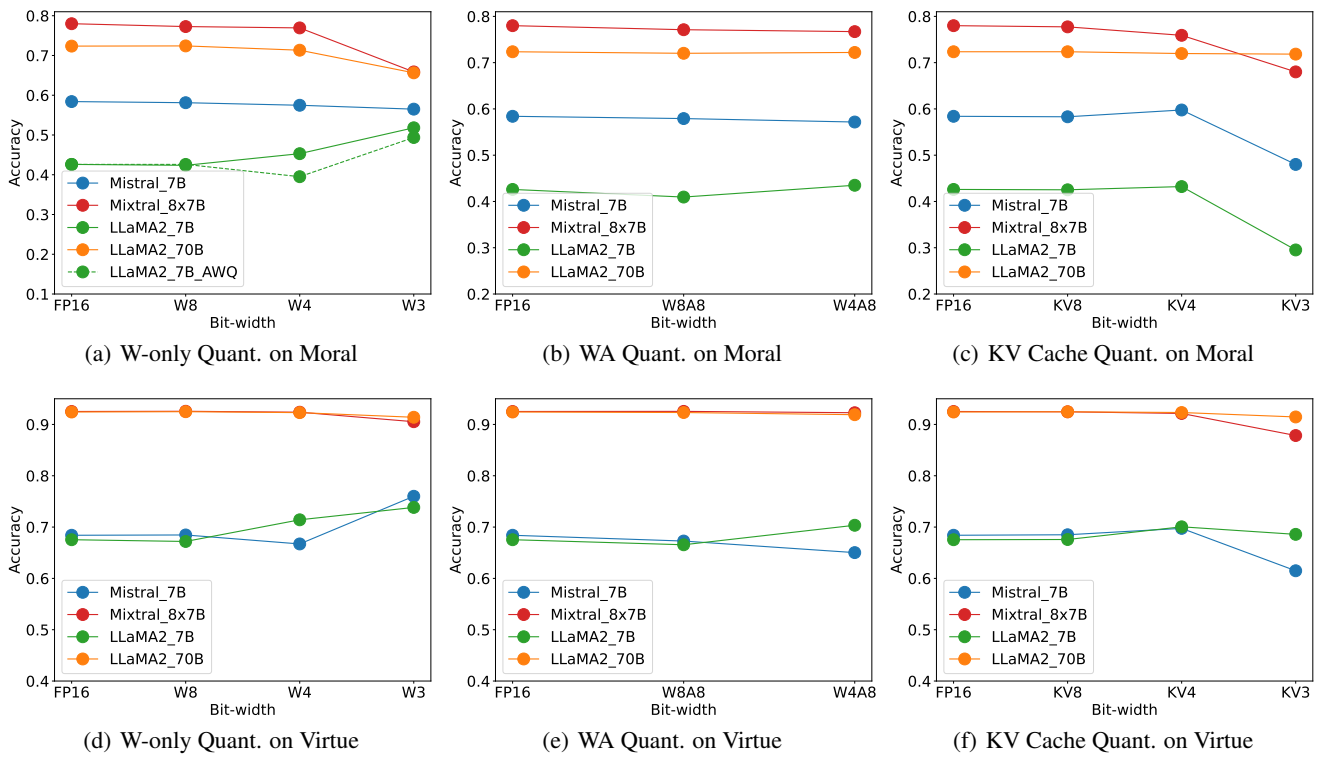 0.8
0.7
0.6
0.5
0.4
0.3
0.2
0.1
Accuracy
Mistral_7B
Mixtral_8x7B
LLaMA2_7B
LLaMA2_70B
LLaMA2_7B_AWQ
FP16 W8 W4 W3
Bit-width
(a) W-only Quant. on Moral
0.8
0.7
0.6
0.5
0.4
0.3
0.2
Accuracy
Mistral_7B
Mixtral_8x7B
LLaMA2_7B
LLaMA2_70B
FP16 W8A8 W4A8
Bit-width
(b) WA Quant. on Moral
0.8
0.7
0.6
0.5
0.4
0.3
0.2
Accuracy
Mistral_7B
Mixtral_8x7B
LLaMA2_7B
LLaMA2_70B
FP16 KV8 KV4 KV3
Bit-width
(c) KV Cache Quant. on Moral
0.9
0.8
0.7
0.6
0.5
0.4
Accuracy
Mistral_7B
Mixtral_8x7B
LLaMA2_7B
LLaMA2_70B
FP16 W8 W4 W3
Bit-width
(d) W-only Quant. on Virtue
0.9
0.8
0.7
0.6
0.5
0.4
Accuracy
Mistral_7B
Mixtral_8x7B
LLaMA2_7B
LLaMA2_70B
FP16 W8A8 W4A8
Bit-width
(e) WA Quant. on Virtue
0.9
0.8
0.7
0.6
0.5
0.4
Accuracy
Mistral_7B
Mixtral_8x7B
LLaMA2_7B
LLaMA2_70B
FP16 KV8 KV4 KV3
Bit-width
(f) KV Cache Quant. on Virtue